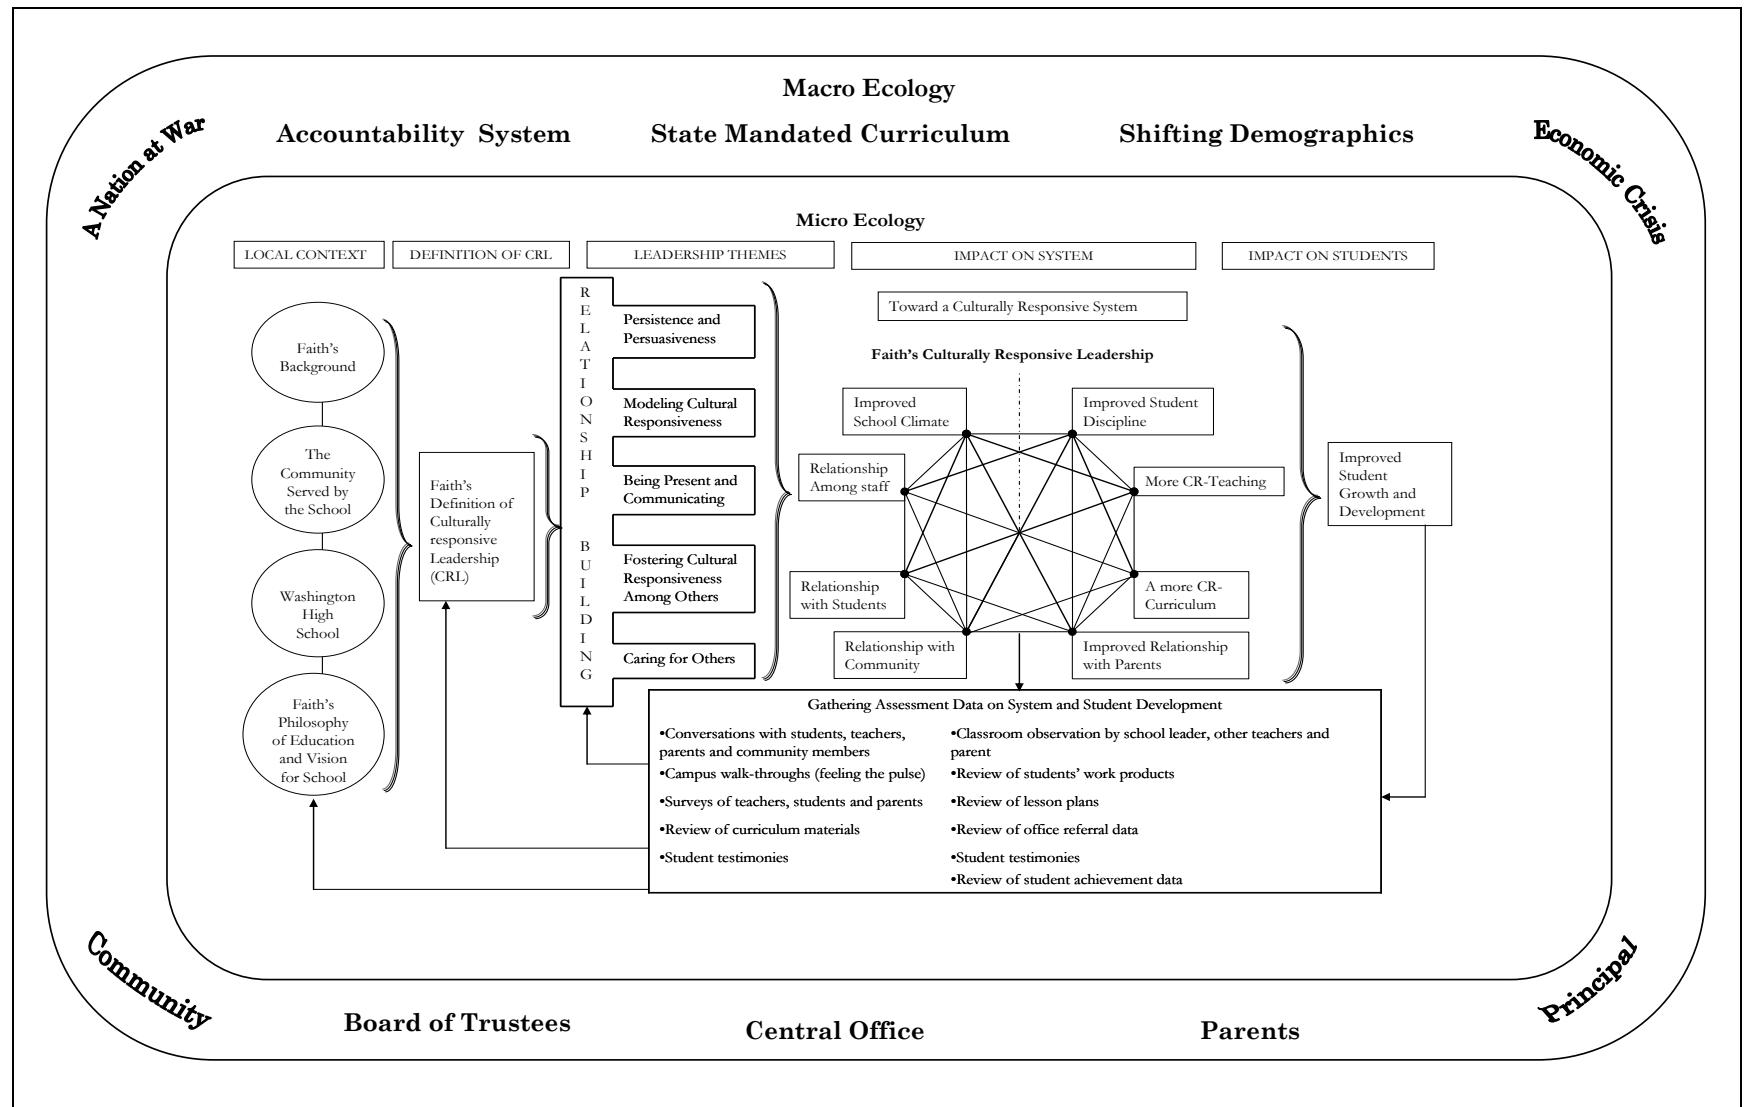 Macro Ecology
A Nation at War
Accountability System
State Mandated Curriculum
Shifting Demographics
Economic Crisis
Micro Ecology
LOCAL CONTEXT
DEFINITION OF CRL
LEADERSHIP THEMES
IMPACT ON SYSTEM
IMPACT ON STUDENTS
Faith's
Background
The
Community
Served by
the School
Washington
High
School
Faith's
Philosophy
of Education
and Vision
for School
Faith's
Definition of
Culturally
responsive
Leadership
(CRL)
RELATIONSHIP BUILDING
Persistence and
Persuasiveness
Modeling Cultural
Responsiveness
Being Present and
Communicating
Fostering Cultural
Responsiveness
Among Others
Caring for Others
Toward a Culturally Responsive System
Faith's Culturally Responsive Leadership
Improved
School Climate
Improved Student
Discipline
Relationship
Among staff
More CR-Teaching
Relationship
with Students
A more CR-
Curriculum
Relationship with
Community
Improved Relationship
with Parents
Improved
Student
Growth and
Development
Gathering Assessment Data on System and Student Development
•Conversations with students, teachers,
parents and community members
•Campus walk-throughs (feeling the pulse)
•Surveys of teachers, students and parents
•Review of curriculum materials
•Student testimonies
•Classroom observation by school leader, other teachers and
parent
•Review of students' work products
•Review of lesson plans
•Review of office referral data
•Student testimonies
•Review of student achievement data
Community
Board of Trustees
Central Office
Parents
Principal